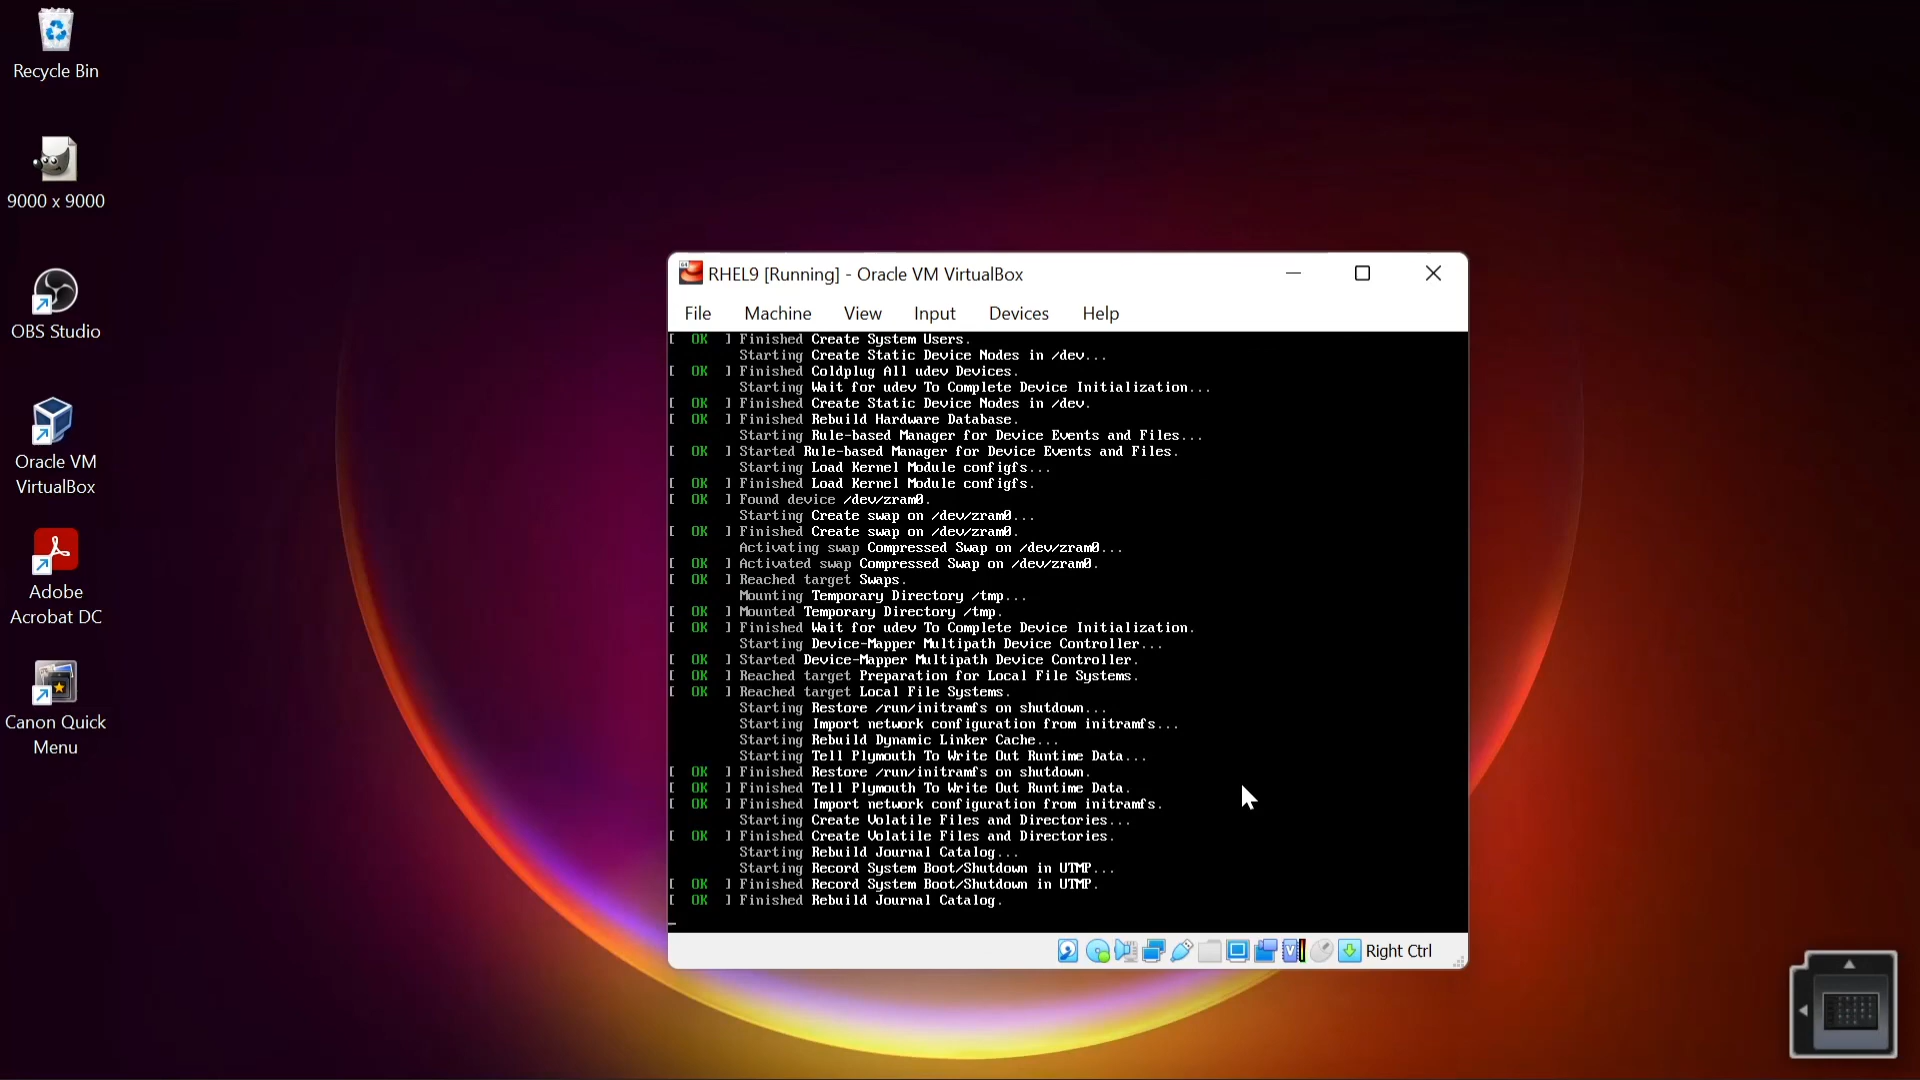 Recycle Bin
9000 x 9000
OBS Studio
Oracle VM
VirtualBox
Adobe
Acrobat DC
Canon Quick
Menu
RHEL9 [Running] - Oracle VM VirtualBox
File Machine View Input Devices Help
[ OK ] Finished Create System Users.
Starting Create Static Device Nodes in /dev...
[ OK ] Finished Coldplug All udev Devices.
Starting Wait for udev To Complete Device Initialization...
[ OK ] Finished Create Static Device Nodes in /dev.
[ OK ] Finished Rebuild Hardware Database.
Starting Rule-based Manager for Device Events and Files...
[ OK ] Started Rule-based Manager for Device Events and Files.
Starting Load Kernel Module configfs...
[ OK ] Finished Load Kernel Module configfs.
[ OK ] Found device /dev/zram0.
Starting Create swap on /dev/zram0...
[ OK ] Finished Create swap on /dev/zram0.
Activating swap Compressed Swap on /dev/zram0...
[ OK ] Activated swap Compressed Swap on /dev/zram0.
[ OK ] Reached target Swaps.
Mounting Temporary Directory /tmp...
[ OK ] Mounted Temporary Directory /tmp.
[ OK ] Finished Wait for udev To Complete Device Initialization.
Starting Device-Mapper Multipath Device Controller...
[ OK ] Started Device-Mapper Multipath Device Controller.
[ OK ] Reached target Preparation for Local File Systems.
[ OK ] Reached target Local File Systems.
Starting Restore /run/initramfs on shutdown...
Starting Import network configuration from initramfs...
Starting Rebuild Dynamic Linker Cache...
Starting Tell Plymouth To Write Out Runtime Data...
[ OK ] Finished Restore /run/initramfs on shutdown.
[ OK ] Finished Tell Plymouth To Write Out Runtime Data.
[ OK ] Finished Import network configuration from initramfs.
Starting Create Volatile Files and Directories...
[ OK ] Finished Create Volatile Files and Directories.
Starting Rebuild Journal Catalog...
Starting Record System Boot/Shutdown in UTMP...
[ OK ] Finished Record System Boot/Shutdown in UTMP.
[ OK ] Finished Rebuild Journal Catalog.
Right Ctrl